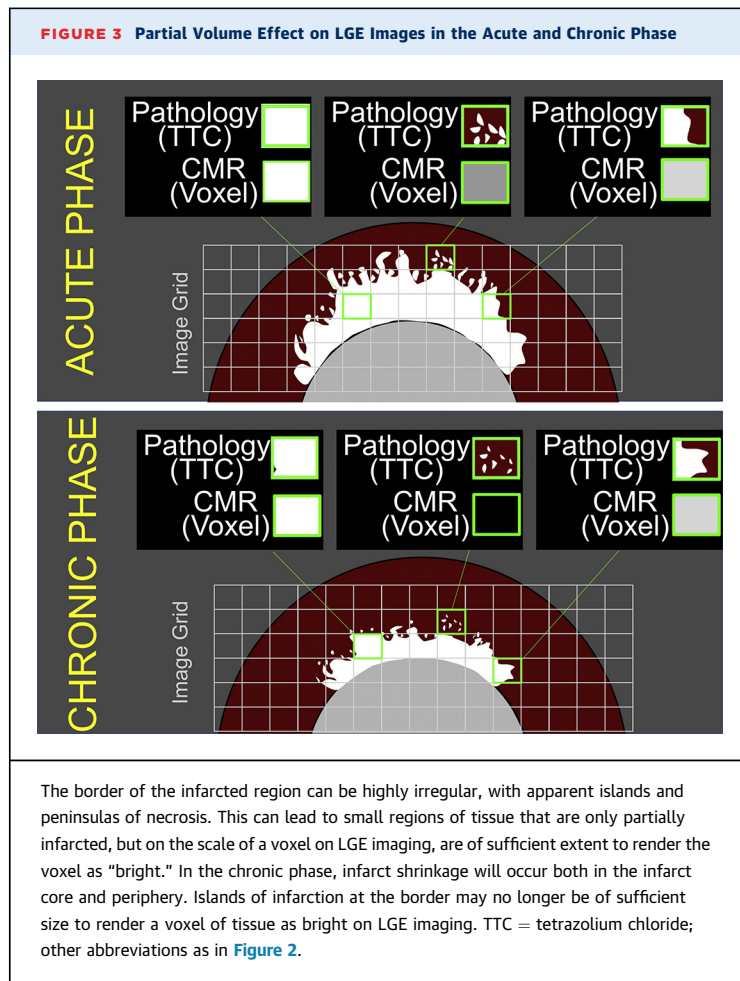 FIGURE 3 Partial Volume Effect on LGE Images in the Acute and Chronic Phase
ACUTE PHASE
Pathology
(TTC)
CMR
(Voxel)
Pathology
(TTC)
CMR
(Voxel)
Pathology
(TTC)
CMR
(Voxel)
Image Grid
CHRONIC PHASE
Pathology
(TTC)
CMR
(Voxel)
Pathology
(TTC)
CMR
(Voxel)
Pathology
(TTC)
CMR
(Voxel)
Image Grid
The border of the infarcted region can be highly irregular, with apparent islands and
peninsulas of necrosis. This can lead to small regions of tissue that are only partially
infarcted, but on the scale of a voxel on LGE imaging, are of sufficient extent to render the
voxel as “bright.” In the chronic phase, infarct shrinkage will occur both in the infarct
core and periphery. Islands of infarction at the border may no longer be of sufficient
size to render a voxel of tissue as bright on LGE imaging. TTC = tetrazolium chloride;
other abbreviations as in Figure 2.